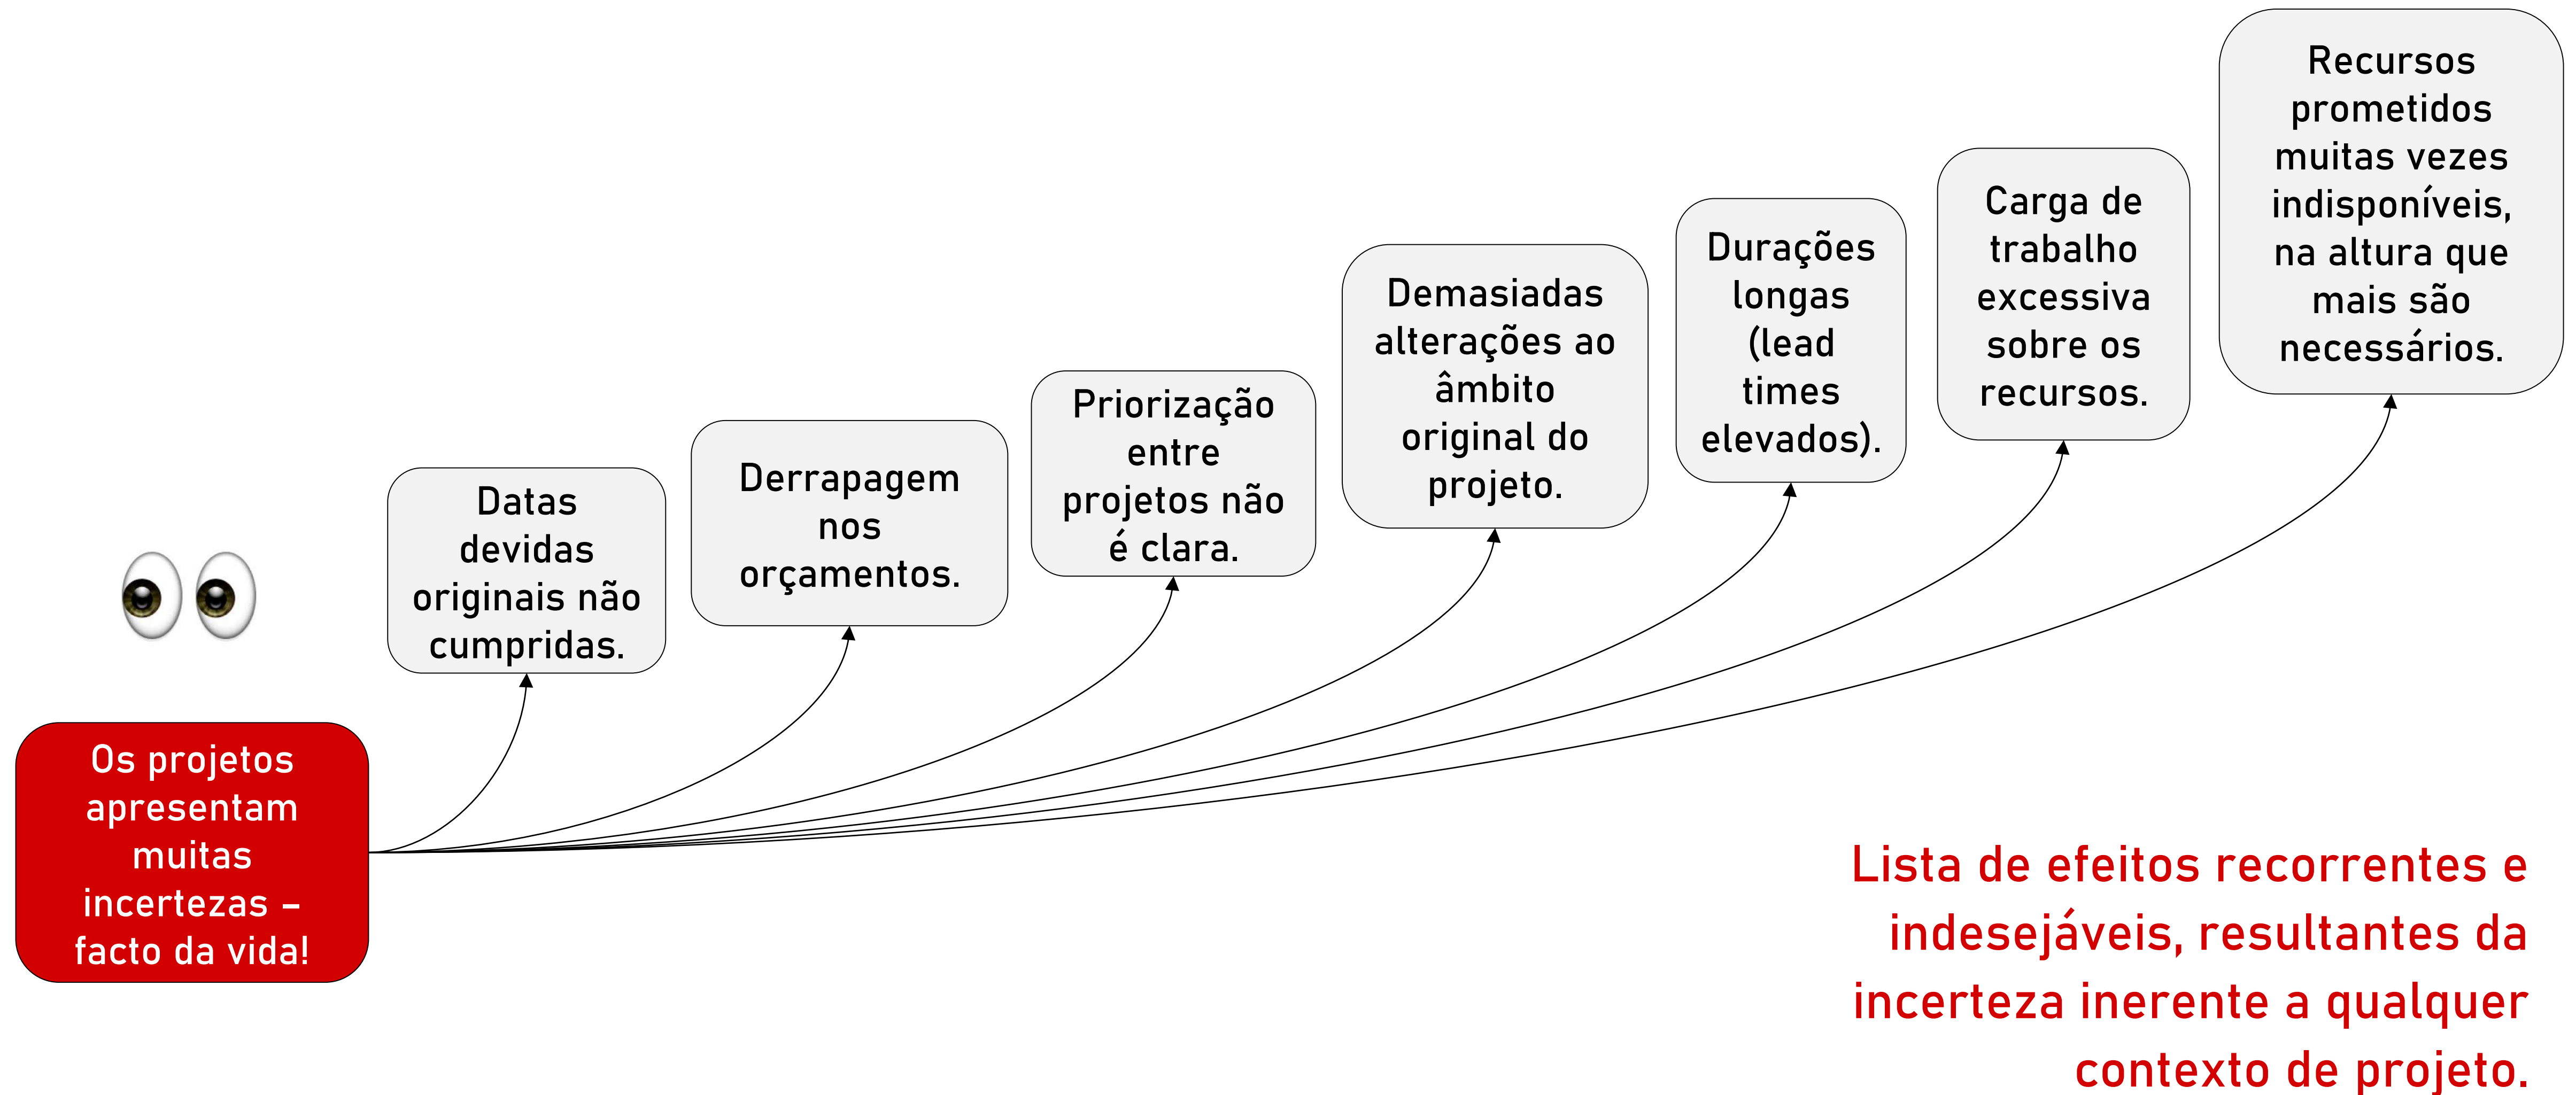 Os projetos
apresentam
muitas
incertezas –
facto da vida!
Datas
devidas
originais não
cumpridas.
Derrapagem
nos
orçamentos.
Priorização
entre
projetos não
é clara.
Demasiadas
alterações ao
âmbito
original do
projeto.
Durações
longas
(lead
times
elevados).
Carga de
trabalho
excessiva
sobre os
recursos.
Recursos
prometidos
muitas vezes
indisponíveis,
na altura que
mais são
necessários.
Lista de efeitos recorrentes e
indesejáveis, resultantes da
incerteza inerente a qualquer
contexto de projeto.